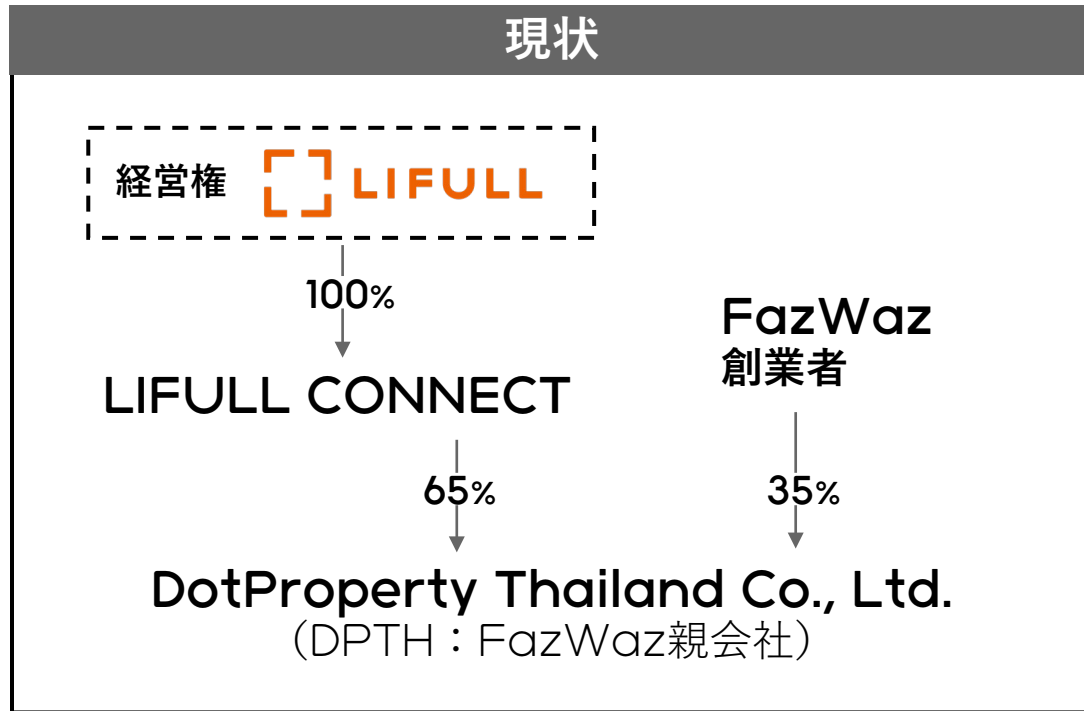 現状
経営権 LIFULL
100%
LIFULL CONNECT
FazWaz
創業者
65%
35%
DotProperty Thailand Co., Ltd.
（DPTH：FazWaz親会社）